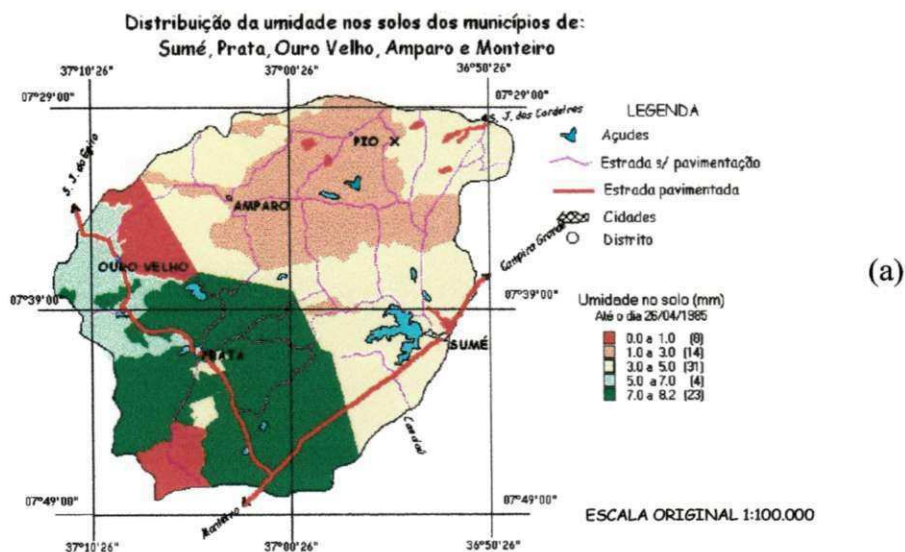 Distribuição da umidade nos solos dos municípios de:
Sumé, Prata, Ouro Velho, Amparo e Monteiro
37°10'26" 37°00'26" 36°50'26"
07°29'00" 07°29'00"
S. J. dos Cordeiros
LEGENDA
Açudes
PIO X
Estrada s/ pavimentação
Estrada pavimentada
S. J. do Egito
AMPARO
Cidades
Distrito
Campina Grande
OURO VELHO
(a)
07°39'00" 07°39'00"
Umidade no solo (mm)
Até o dia 26/04/1985
SUMÉ
0.0 a 1.0 (8)
PRATA
1.0 a 3.0 (14)
3.0 a 5.0 (31)
5.0 a 7.0 (4)
7.0 a 8.2 (23)
Monteiro
07°49'00" 07°49'00"
ESCALA ORIGINAL 1:100.000
37°10'26" 37°00'26" 36°50'26"